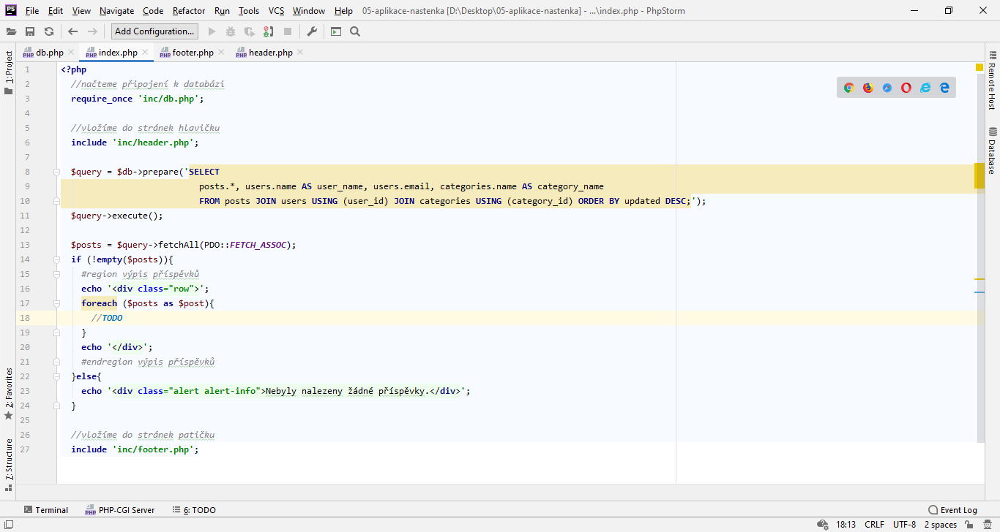 PS File Edit View Navigate Code Refactor Run Tools VCS Window Help 05-aplikace-nastenka [D:\Desktop\05-aplikace-nastenka] - ...\index.php - PhpStorm
Add Configuration...
PHP db.php PHP index.php PHP footer.php PHP header.php
1: Project
2: Favorites
7: Structure
1 <?php
2 //načteme připojení k databázi
3 require_once 'inc/db.php';
4
5 //vložíme do stránek hlavičku
6 include 'inc/header.php';
7
8 $query = $db->prepare('SELECT
9 posts.*, users.name AS user_name, users.email, categories.name AS category_name
10 FROM posts JOIN users USING (user_id) JOIN categories USING (category_id) ORDER BY updated DESC;');
11 $query->execute();
12
13 $posts = $query->fetchAll(PDO::FETCH_ASSOC);
14 if (!empty($posts)){
15 #region výpis příspěvků
16 echo '<div class="row">';
17 foreach ($posts as $post){
18 //TODO
19 }
20 echo '</div>';
21 #endregion výpis příspěvků
22 }else{
23 echo '<div class="alert alert-info">Nebyly nalezeny žádné příspěvky.</div>';
24 }
25
26 //vložíme do stránek patičku
27 include 'inc/footer.php';
Remote Host
Database
Terminal PHP PHP-CGI Server 6: TODO Event Log
18:13 CRLF UTF-8 2 spaces